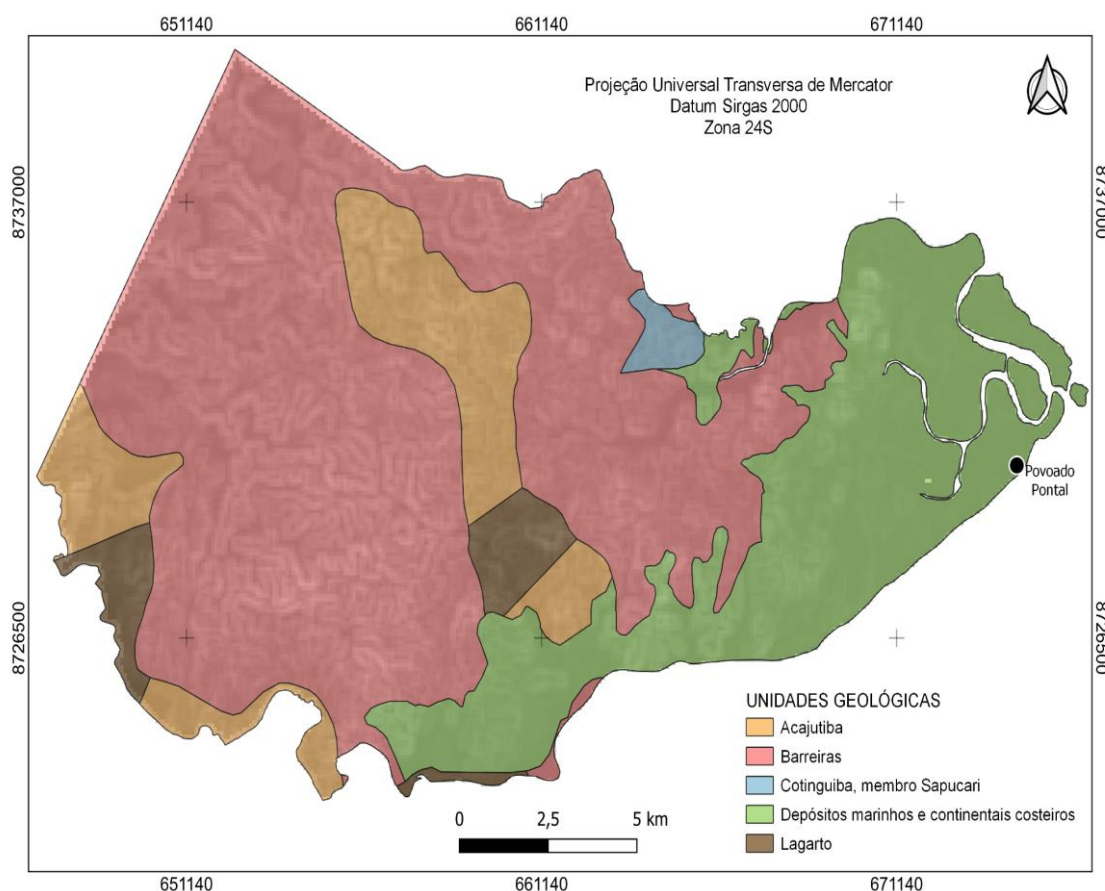 651140
661140
671140
Projeção Universal Transversa de Mercator
Datum Sirgas 2000
Zona 24S
8737000
8737000
Povoado
Pontal
8726500
8726500
UNIDADES GEOLÓGICAS
Acajutiba
Barreiras
Cotinguiba, membro Sapucari
Depósitos marinhos e continentais costeiros
Lagarto
0
2,5
5 km
651140
661140
671140